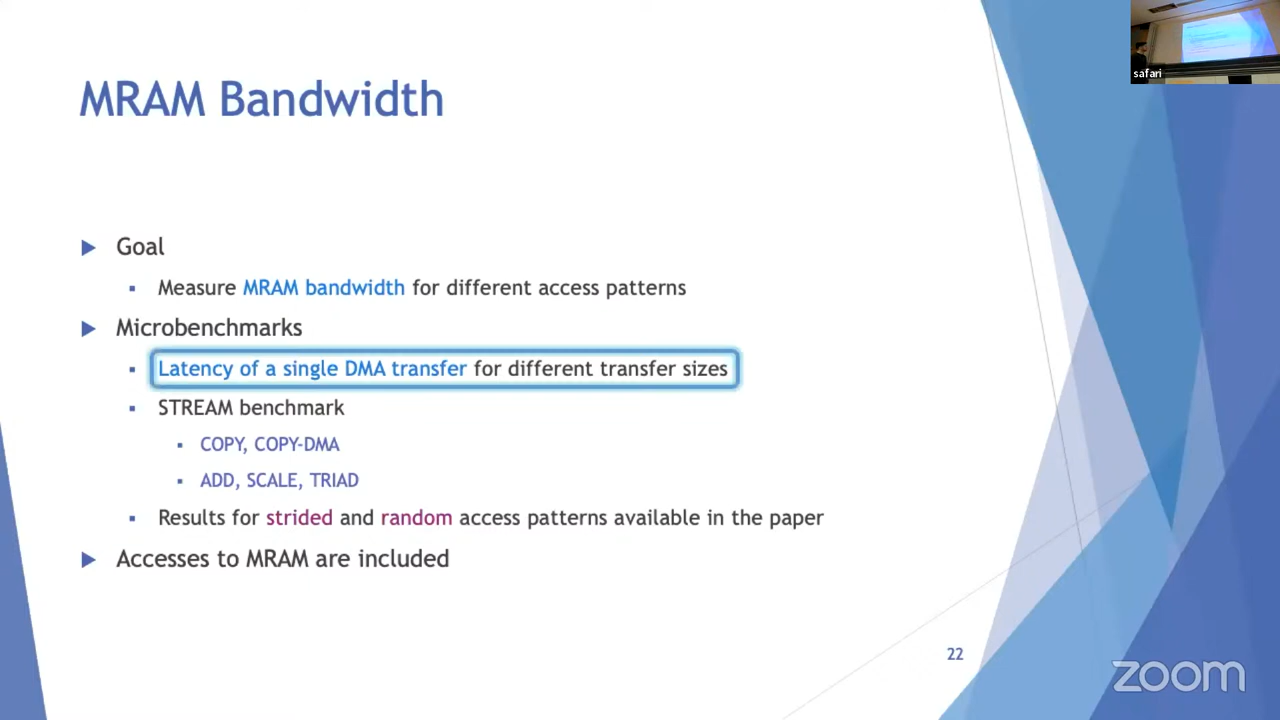 safari
MRAM Bandwidth
Goal
Measure MRAM bandwidth for different access patterns
Microbenchmarks
Latency of a single DMA transfer for different transfer sizes
STREAM benchmark
COPY, COPY-DMA
ADD, SCALE, TRIAD
Results for strided and random access patterns available in the paper
Accesses to MRAM are included
22
zoom